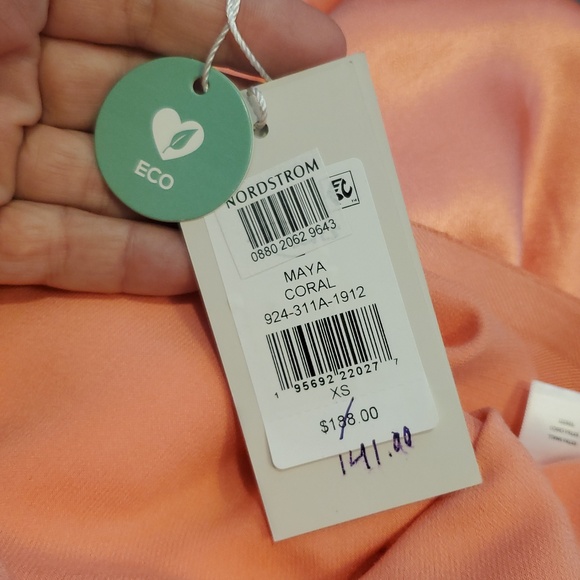 ECO
NORDSTROM
0880 2062 9643
MAYA
CORAL
924-311A-1912
1 95692 22027 7
XS
$188.00
141.00